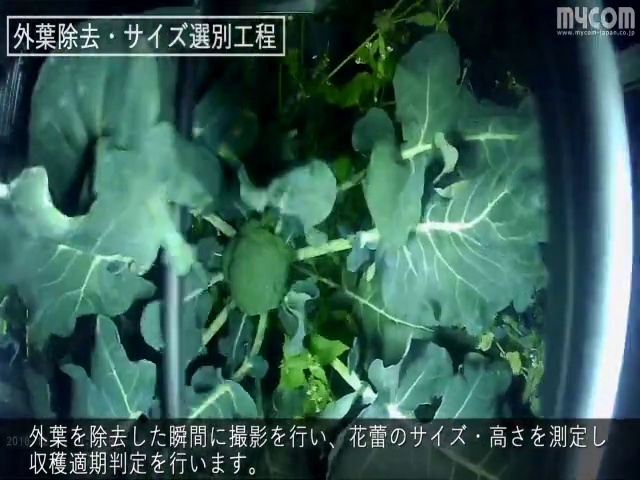 外葉除去・サイズ選別工程
mycom
www.mycom-japan.co.jp
外葉を除去した瞬間に撮影を行い、花蕾のサイズ・高さを測定し
収穫適期判定を行います。